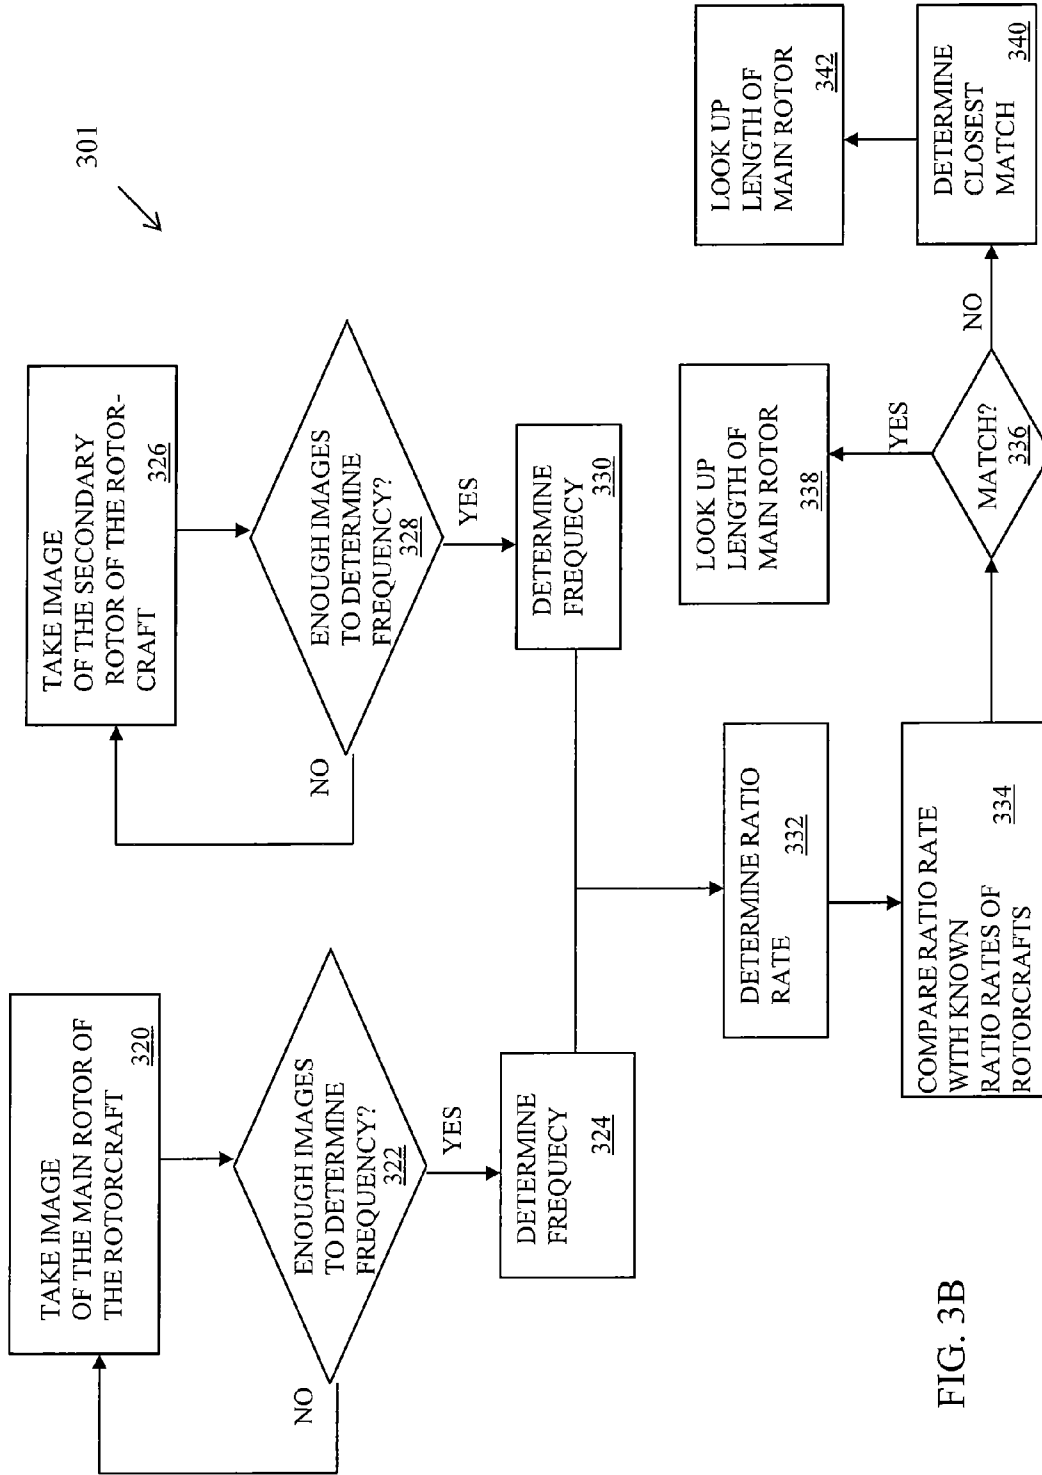 301
TAKE IMAGE
OF THE MAIN ROTOR OF
THE ROTORCRAFT
320
ENOUGH IMAGES
TO DETERMINE
FREQUENCY?
322
NO
YES
DETERMINE
FREQUECY
324
TAKE IMAGE
OF THE SECONDARY
ROTOR OF THE ROTOR-
CRAFT
326
ENOUGH IMAGES
TO DETERMINE
FREQUENCY?
328
NO
YES
DETERMINE
FREQUECY
330
DETERMINE RATIO
RATE
332
COMPARE RATIO RATE
WITH KNOWN
RATIO RATES OF
ROTORCRAFTS
334
MATCH?
336
YES
LOOK UP
LENGTH OF
MAIN ROTOR
338
NO
DETERMINE
CLOSEST
MATCH
340
LOOK UP
LENGTH OF
MAIN ROTOR
342
FIG. 3B